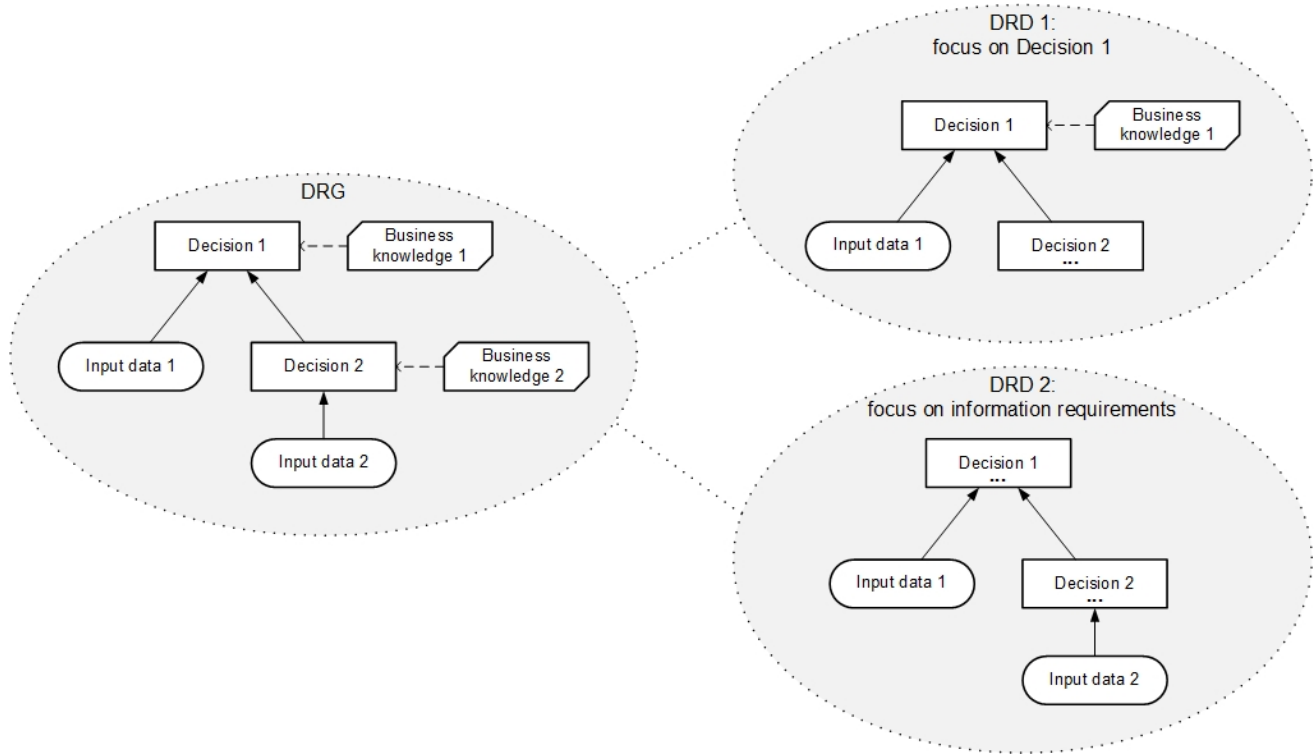 DRG
Decision 1
Business
knowledge 1
Input data 1
Decision 2
Business
knowledge 2
Input data 2
DRD 1:
focus on Decision 1
Decision 1
Business
knowledge 1
Input data 1
Decision 2
...
DRD 2:
focus on information requirements
Decision 1
...
Input data 1
Decision 2
...
Input data 2